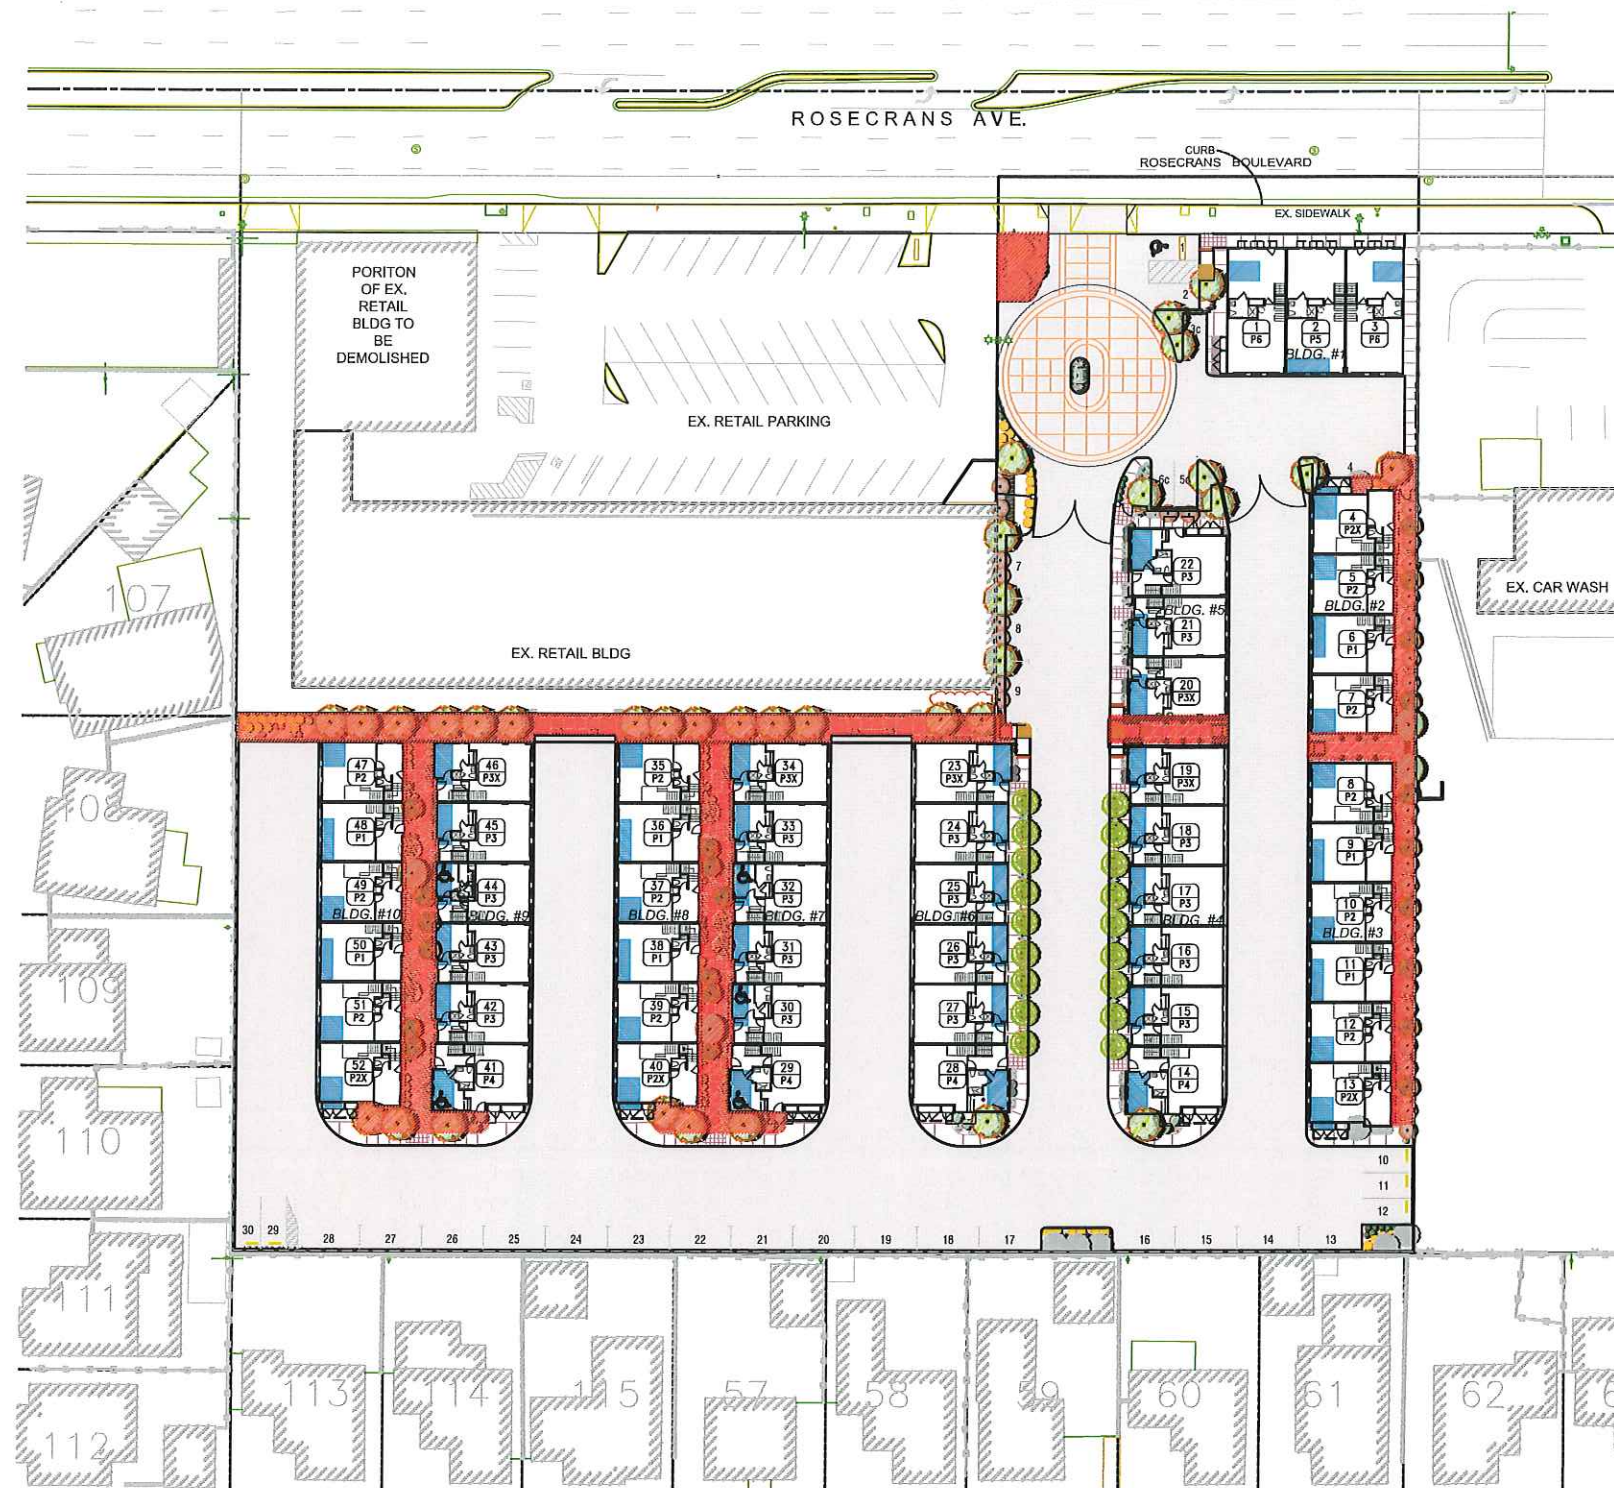 ROSECRANS AVE.
CURB
ROSECRANS BOULEVARD
EX. SIDEWALK
PORITON
OF EX.
RETAIL
BLDG TO
BE
DEMOLISHED
EX. RETAIL PARKING
EX. RETAIL BLDG
EX. CAR WASH
1
2
3c
1
P6
2
P5
3
P6
BLDG. #1
6c
5c
4
4
P2X
5
P2
BLDG. #2
6
P1
7
P2
22
P3
BLDG. #5
21
P3
20
P3X
7
8
9
47
P2
46
P3X
35
P2
34
P3X
23
P3X
19
P3X
8
P2
48
P1
45
P3
36
P1
33
P3
24
P3
18
P3
9
P1
49
P2
44
P3
37
P2
32
P3
25
P3
17
P3
10
P2
BLDG. #10
BLDG. #9
BLDG. #8
BLDG. #7
BLDG. #6
BLDG. #4
BLDG. #3
50
P1
43
P3
38
P1
31
P3
26
P3
16
P3
11
P1
51
P2
42
P3
39
P2
30
P3
27
P3
15
P3
12
P2
52
P2X
41
P4
40
P2X
29
P4
28
P4
14
P4
13
P2X
10
11
12
30
29
28
27
26
25
24
23
22
21
20
19
18
17
16
15
14
13
107
108
109
110
111
112
113
114
115
57
58
59
60
61
62